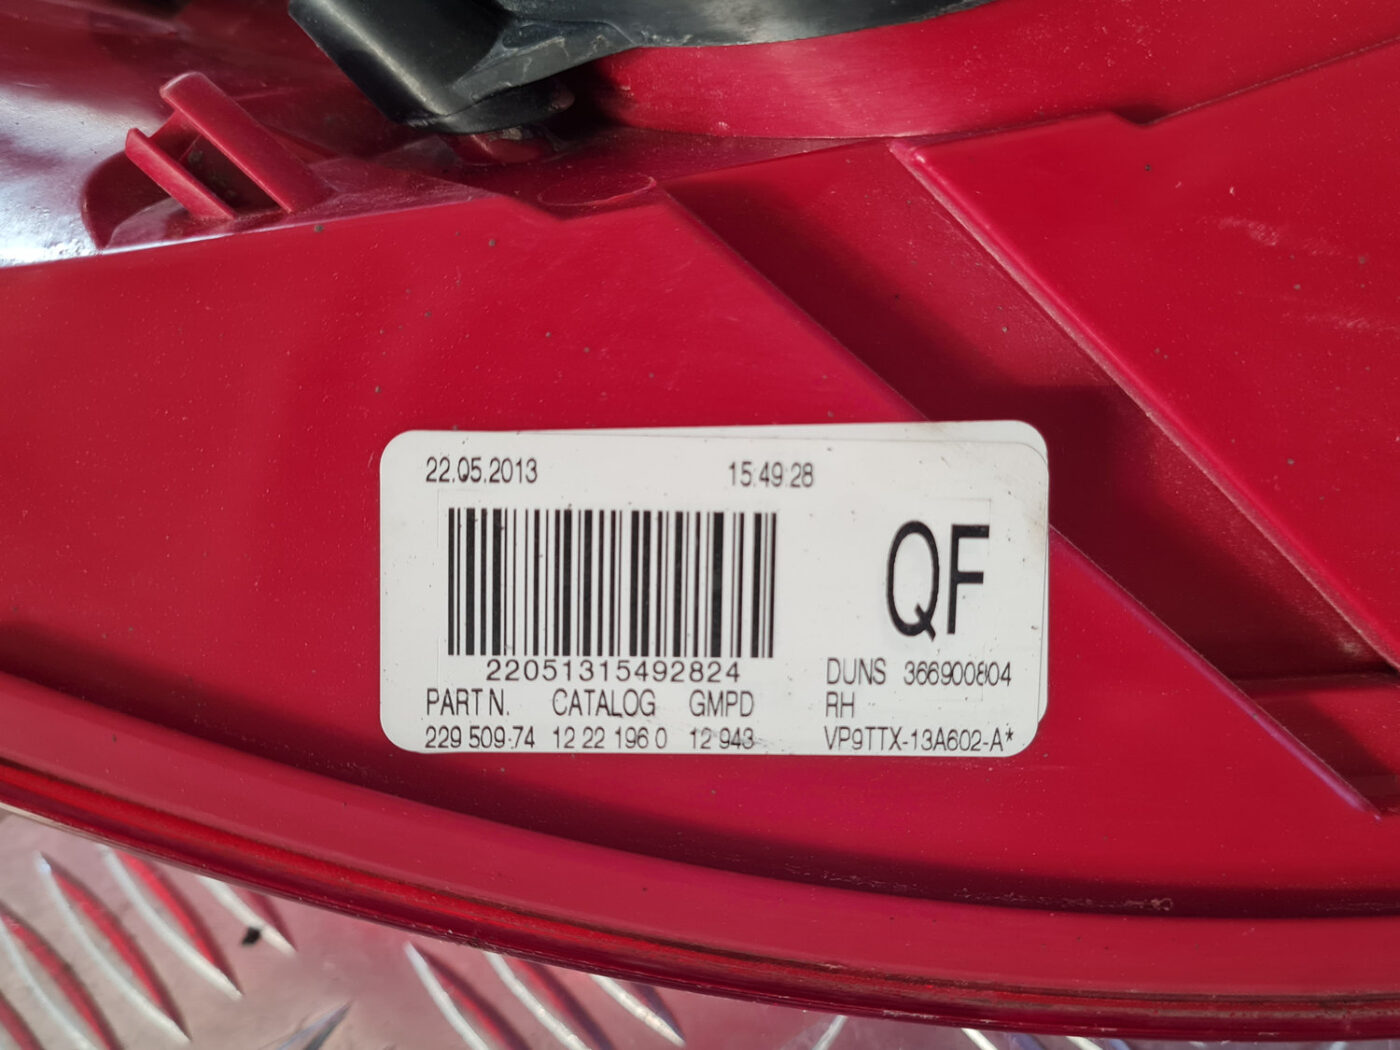 22.05.2013 15:49:28
QF
22051315492824
DUNS 366900804
PART N. CATALOG GMPD RH
229 509-74 12 22 196 0 12 943 VP9TTX-13A602-A*